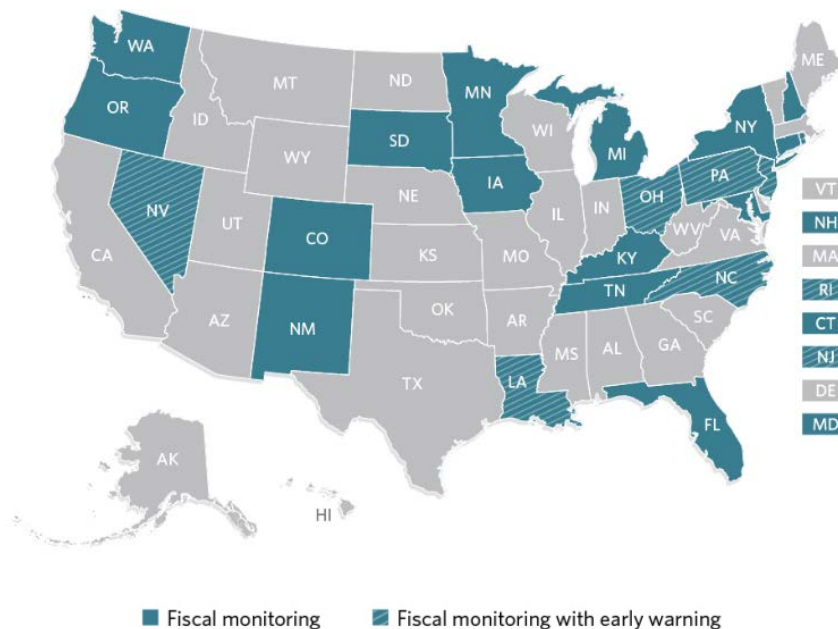 ME
WA
MT
ND
MN
OR
ID
WI
NY
SD
MI
WY
IA
PA
NE
OH
NV
IL
IN
UT
WV
VA
CO
CA
KS
MO
KY
NC
TN
OK
AZ
NM
AR
SC
MS
AL
GA
LA
TX
FL
AK
HI
VT
NH
MA
RI
CT
NJ
DE
MD
Fiscal monitoring
Fiscal monitoring with early warning